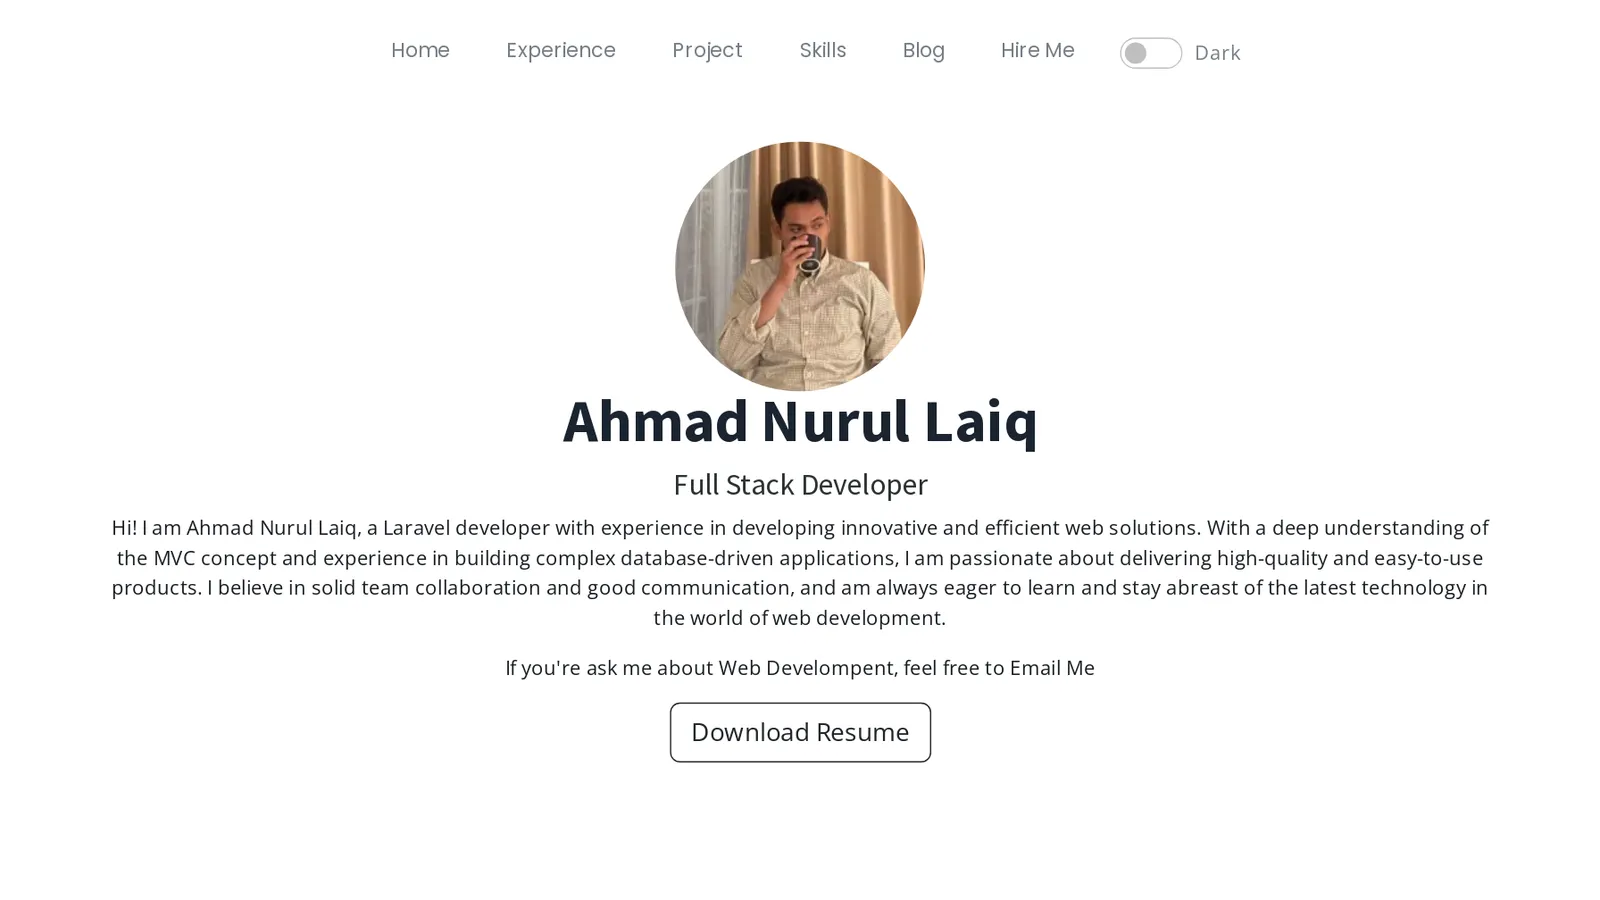 Home Experience Project Skills Blog Hire Me Dark
Ahmad Nurul Laiq
Full Stack Developer
Hi! I am Ahmad Nurul Laiq, a Laravel developer with experience in developing innovative and efficient web solutions. With a deep understanding of
the MVC concept and experience in building complex database-driven applications, I am passionate about delivering high-quality and easy-to-use
products. I believe in solid team collaboration and good communication, and am always eager to learn and stay abreast of the latest technology in
the world of web development.
If you're ask me about Web Develompent, feel free to Email Me
Download Resume